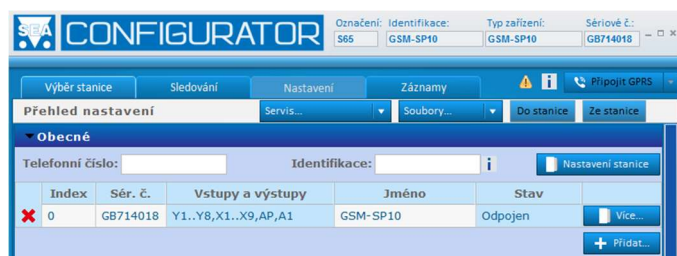 SEA CONFIGURATOR
Označení: Identifikace: Typ zařízení: Sériové č.:
S65 GSM-SP10 GSM-SP10 GB714018
Výběr stanice Sledování Nastavení Záznamy Připojit GPRS
Přehled nastavení Servis... Soubory... Do stanice Ze stanice
Obecné
Telefonní číslo: Identifikace: i Nastavení stanice
Index Sér. č. Vstupy a výstupy Jméno Stav
0 GB714018 Y1..Y8,X1..X9,AP,A1 GSM-SP10 Odpojen Více...
Přidat...